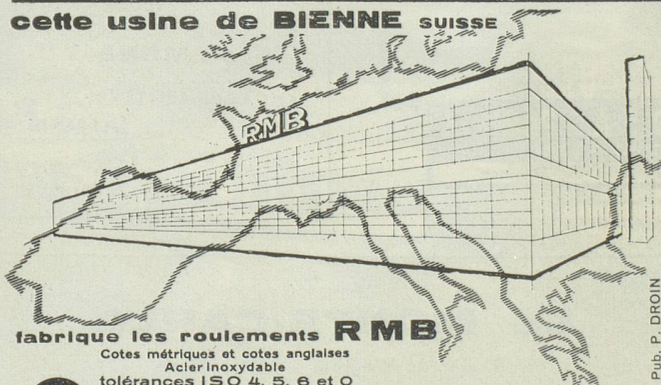 cette usine de BIENNE SUISSE
RMB
fabrique les roulements RMB
Cotes métriques et cotes anglaises
Acier inoxydable
tolérances ISO 4, 5, 6 et 0
Pub. P. DROIN